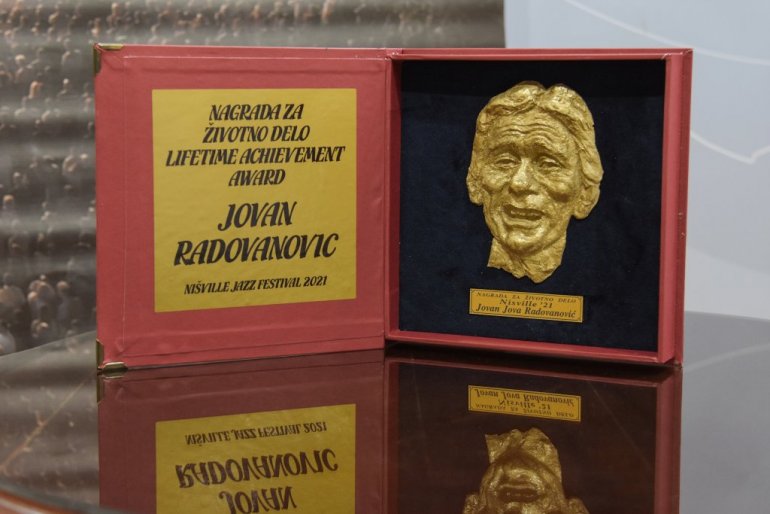 NAGRADA ZA
ŽIVOTNO DELO
LIFETIME ACHIEVEMENT
AWARD
JOVAN
RADOVANOVIC
NIŠVILLE JAZZ FESTIVAL 2021
NAGRADA ZA ŽIVOTNO DELO
Nisville '21
Jovan Jova Radovanović